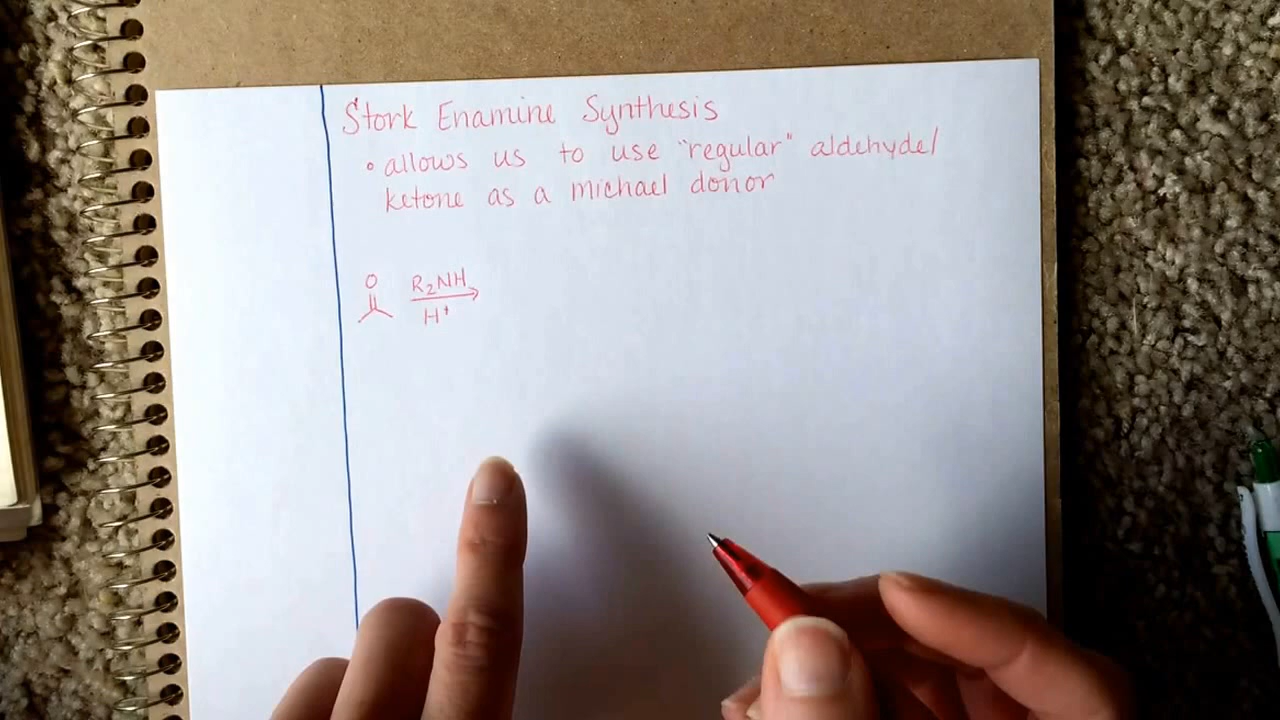 Stork Enamine Synthesis
• allows us to use "regular" aldehyde/
ketone as a michael donor
O
R₂NH
H⁺